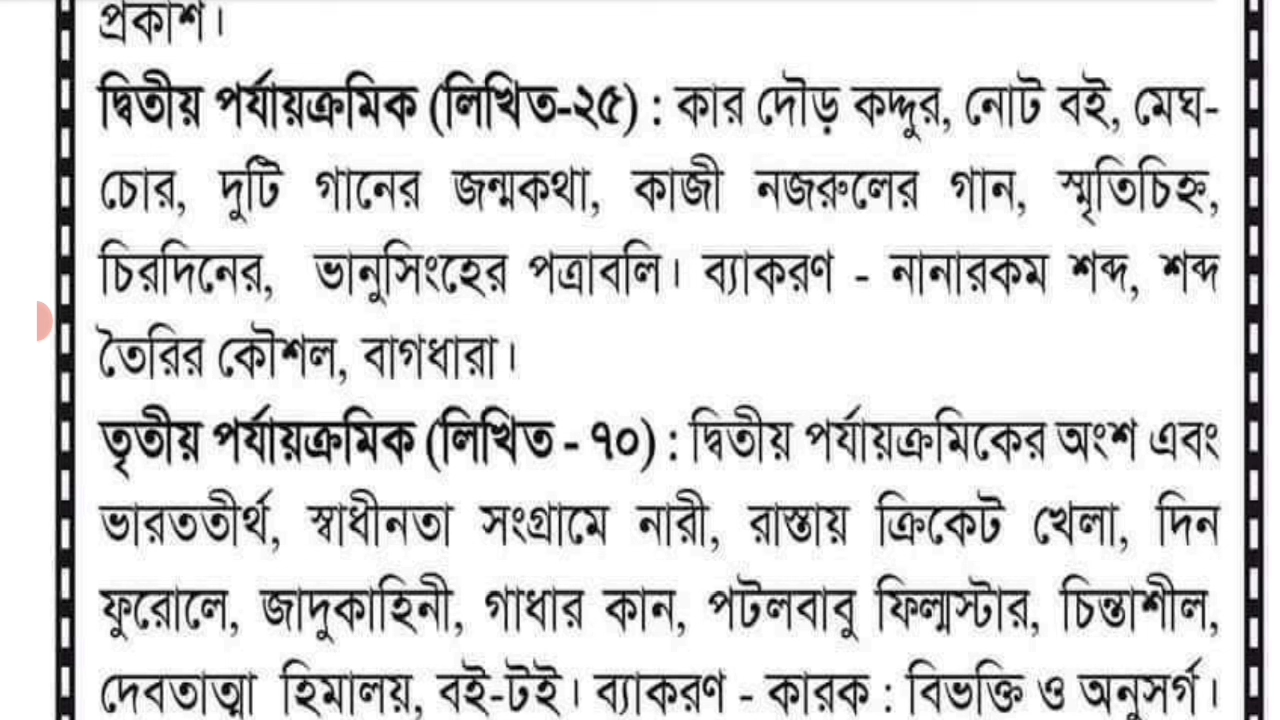 প্রকাশ।
দ্বিতীয় পর্যায়ক্রমিক (লিখিত-২৫) : কার দৌড় কদ্দুর, নোট বই, মেঘ-
চোর, দুটি গানের জন্মকথা, কাজী নজরুলের গান, স্মৃতিচিহ্ন,
চিরদিনের, ভানুসিংহের পত্রাবলি। ব্যাকরণ - নানারকম শব্দ, শব্দ
তৈরির কৌশল, বাগধারা।
তৃতীয় পর্যায়ক্রমিক (লিখিত - ৭০) : দ্বিতীয় পর্যায়ক্রমিকের অংশ এবং
ভারততীর্থ, স্বাধীনতা সংগ্রামে নারী, রাস্তায় ক্রিকেট খেলা, দিন
ফুরোলে, জাদুকাহিনী, গাধার কান, পটলবাবু ফিল্মস্টার, চিন্তাশীল,
দেবতাত্মা হিমালয়, বই-টই। ব্যাকরণ - কারক : বিভক্তি ও অনুসর্গ।